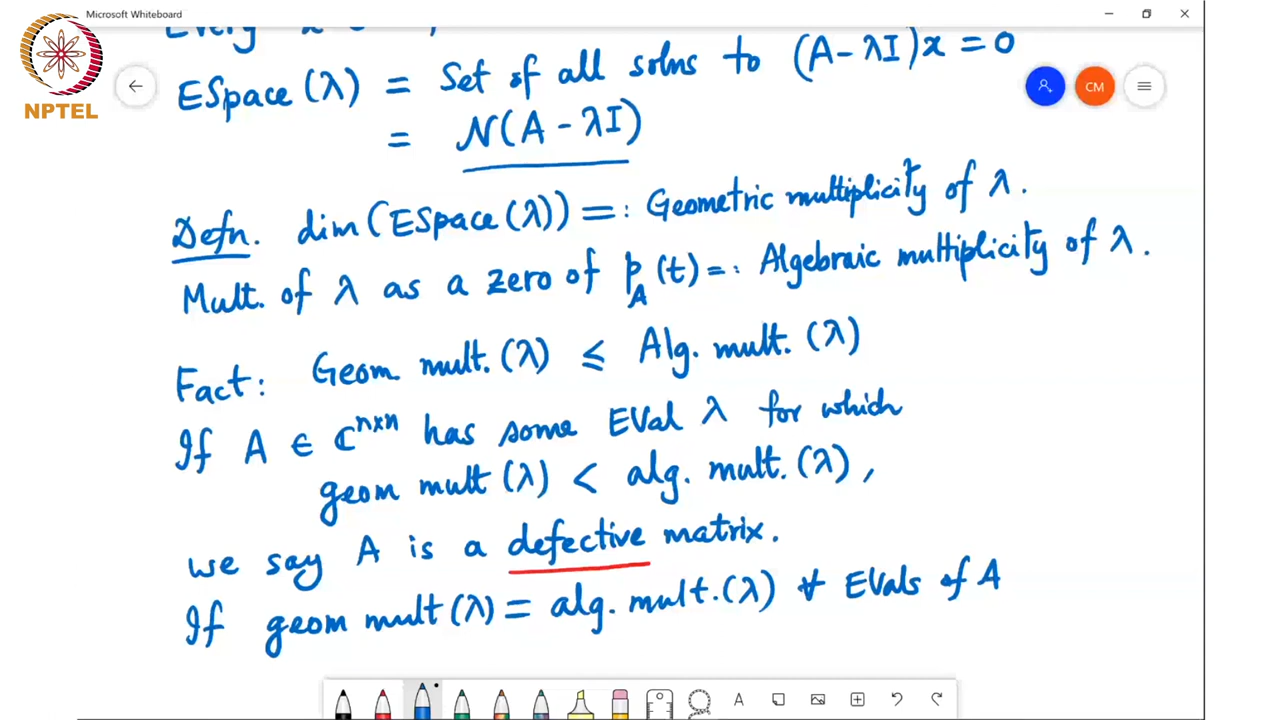 Microsoft Whiteboard
NPTEL
CM
ESpace (λ) = Set of all solns to (A - λI)x = 0
= N(A - λI)
Defn. dim(ESpace(λ)) =: Geometric multiplicity of λ.
Mult. of λ as a zero of p_A(t) =: Algebraic multiplicity of λ.
Fact: Geom mult. (λ) ≤ Alg. mult. (λ)
If A ∈ ℂ^{n×n} has some EVal λ for which
geom mult (λ) < alg. mult. (λ),
we say A is a defective matrix.
If geom mult (λ) = alg. mult. (λ) ∀ EVals of A
A